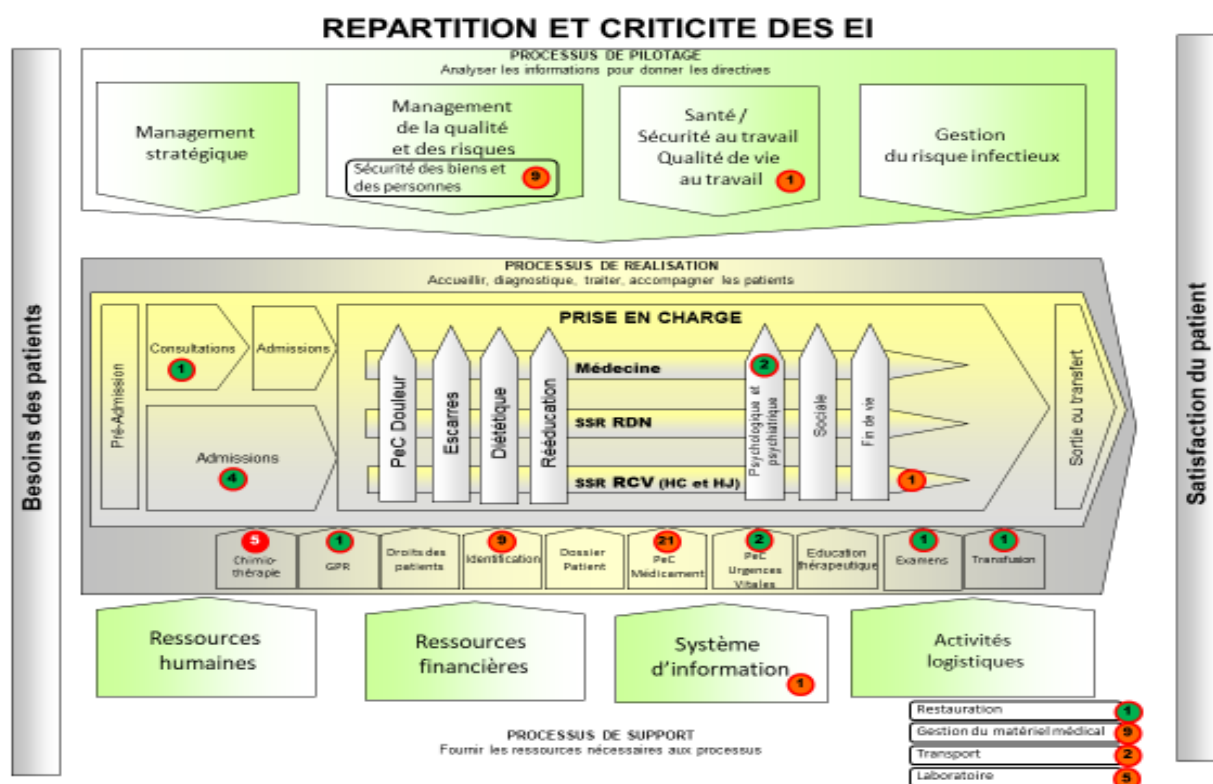 REPARTITION ET CRITICITE DES EI
PROCESSUS DE PILOTAGE
Analyser les informations pour donner les directives
Management
stratégique
Management
de la qualité
et des risques
Sécurité des biens et
des personnes
9
Santé /
Sécurité au travail
Qualité de vie
au travail
1
Gestion
du risque infectieux
Besoins des patients
PROCESSUS DE REALISATION
Accueillir, diagnostique, traiter, accompagner les patients
Pré-Admission
Consultations
1
Admissions
Admissions
4
PRISE EN CHARGE
PeC Douleur
Escarres
Diététique
Rééducation
Médecine
SSR RDN
SSR RCV (HC et HJ)
2
Psychologique et
psychiatrique
Sociale
Fin de vie
1
Sortie ou transfert
5
Chimio-
thérapie
1
GPR
Droits des
patients
9
Identification
Dossier
Patient
21
PeC
Médicament
2
PeC
Urgences
Vitales
Education
thérapeutique
1
Examens
1
Transfusion
Satisfaction du patient
Ressources
humaines
Ressources
financières
Système
d'information
1
Activités
logistiques
PROCESSUS DE SUPPORT
Fournir les ressources nécessaires aux processus
Restauration 1
Gestion du matériel médical 9
Transport 2
Laboratoire 5